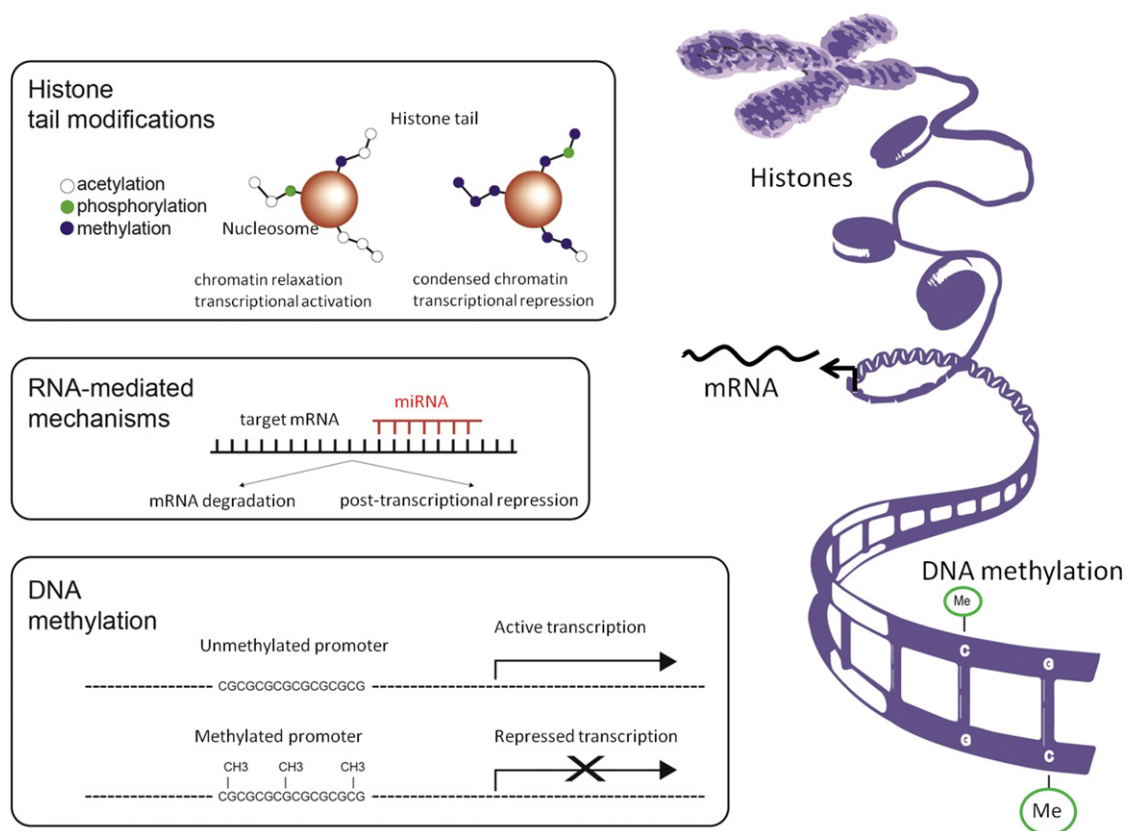 Histone
tail modifications
Histone tail
acetylation
phosphorylation
methylation
Nucleosome
chromatin relaxation
transcriptional activation
condensed chromatin
transcriptional repression
RNA-mediated
mechanisms
miRNA
target mRNA
mRNA degradation
post-transcriptional repression
DNA
methylation
Unmethylated promoter
Active transcription
CGCGCGCGCGCGCGCG
Methylated promoter
Repressed transcription
CH3 CH3 CH3
CGCGCGCGCGCGCGCG
Histones
mRNA
DNA methylation
Me
C G
G C
Me